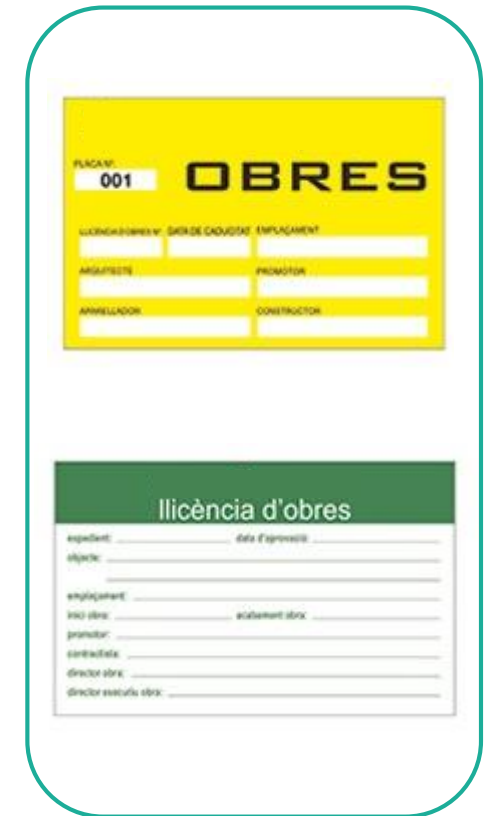 PLACA Nº:
001
OBRES
LLICÈNCIA D'OBRES Nº DATA DE CADUCITAT EMPLAÇAMENT
ARQUITECTE PROMOTOR
APARELLADOR CONSTRUCTOR
llicència d'obres
expedient: data d'aprovació:
objecte:
emplaçament:
inici obra: acabament obra:
promotor:
contractista:
director obra:
director executiu obra: